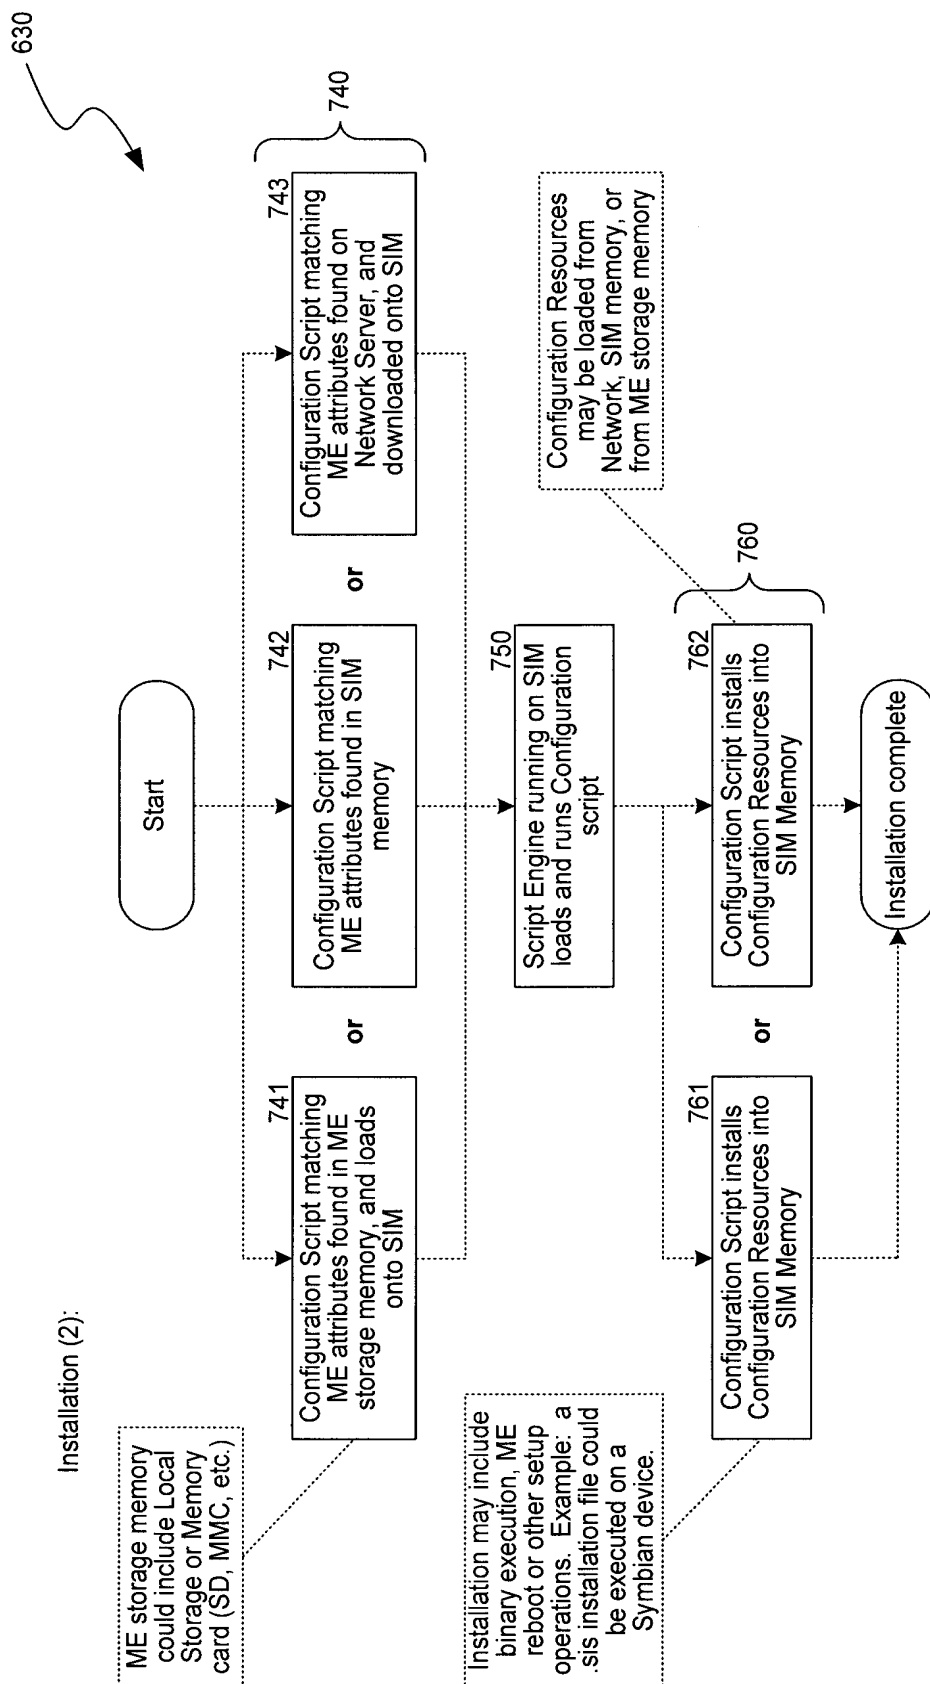 630
Installation (2):
Start
ME storage memory
could include Local
Storage or Memory
card (SD, MMC, etc.)
741
Configuration Script matching
ME attributes found in ME
storage memory, and loads
onto SIM
or
742
Configuration Script matching
ME attributes found in SIM
memory
or
743
Configuration Script matching
ME attributes found on
Network Server, and
downloaded onto SIM
740
750
Script Engine running on SIM
loads and runs Configuration
script
Installation may include
binary execution, ME
reboot or other setup
operations. Example: a
.sis installation file could
be executed on a
Symbian device.
761
Configuration Script installs
Configuration Resources into
SIM Memory
or
762
Configuration Script installs
Configuration Resources into
SIM Memory
760
Configuration Resources
may be loaded from
Network, SIM memory, or
from ME storage memory
Installation complete